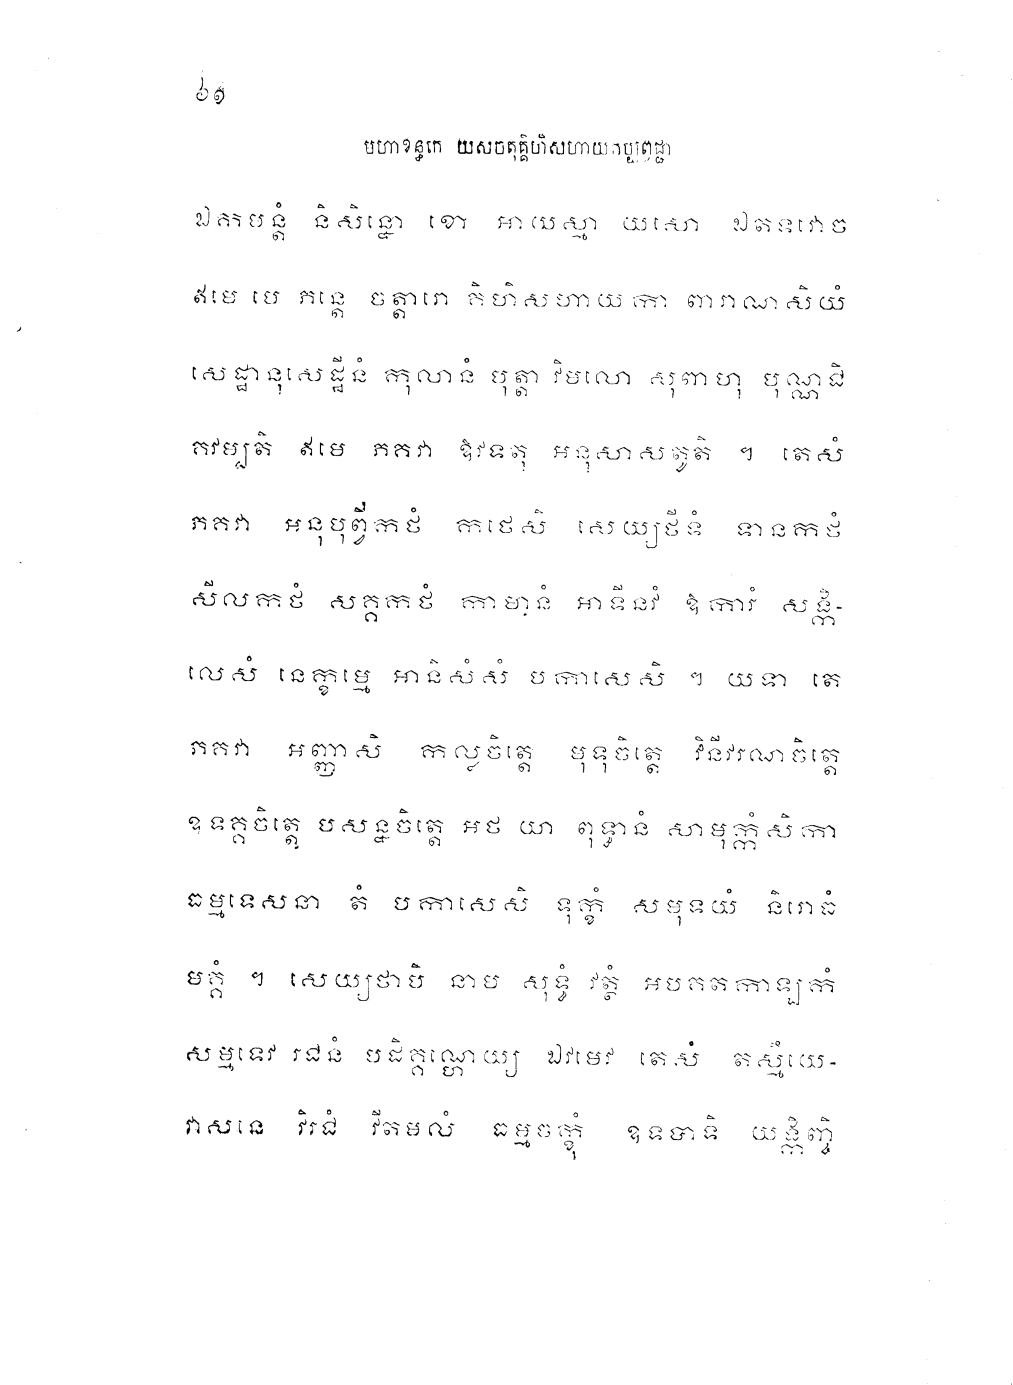 ៦១
មហាខន្ធកេ យសចតុគ្គិហិសហាយកប្បព្វជ្ជា
ឯកមន្តំ និសិន្នោ ខោ អាយស្មា យសោ ឯតទវោច
ឥមេ មេ ភន្តេ ចត្តារោ គិហិសហាយកា ពារាណសិយំ
សេដ្ឋានុសេដ្ឋីនំ កុលានំ បុត្តា វិមលោ សុពាហុ បុណ្ណជិ
គវម្បតិ ឥមេ ភគវា ឱវទតុ អនុសាសតូតិ ។ តេសំ
ភគវា អនុបុព្វីកថំ កថេសិ សេយ្យថីទំ ទានកថំ
សីលកថំ សគ្គកថំ កាមានំ អាទីនវំ ឱការំ សង្កិ-
លេសំ នេក្ខម្មេ អានិសំសំ បកាសេសិ ។ យទា តេ
ភគវា អញ្ញាសិ កល្លចិត្តេ មុទុចិត្តេ វិនីវរណចិត្តេ
ឧទគ្គចិត្តេ បសន្នចិត្តេ អថ យា ពុទ្ធានំ សាមុក្កំសិកា
ធម្មទេសនា តំ បកាសេសិ ទុក្ខំ សមុទយំ និរោធំ
មគ្គំ ។ សេយ្យថាបិ នាម សុទ្ធំ វត្ថំ អបគតកាឡកំ
សម្មទេវ រជនំ បដិគ្គណ្ហេយ្យ ឯវមេវ តេសំ តស្មឹយេ-
វាសនេ វិរជំ វីតមលំ ធម្មចក្ខុំ ឧទបាទិ យង្កិញ្ចិ